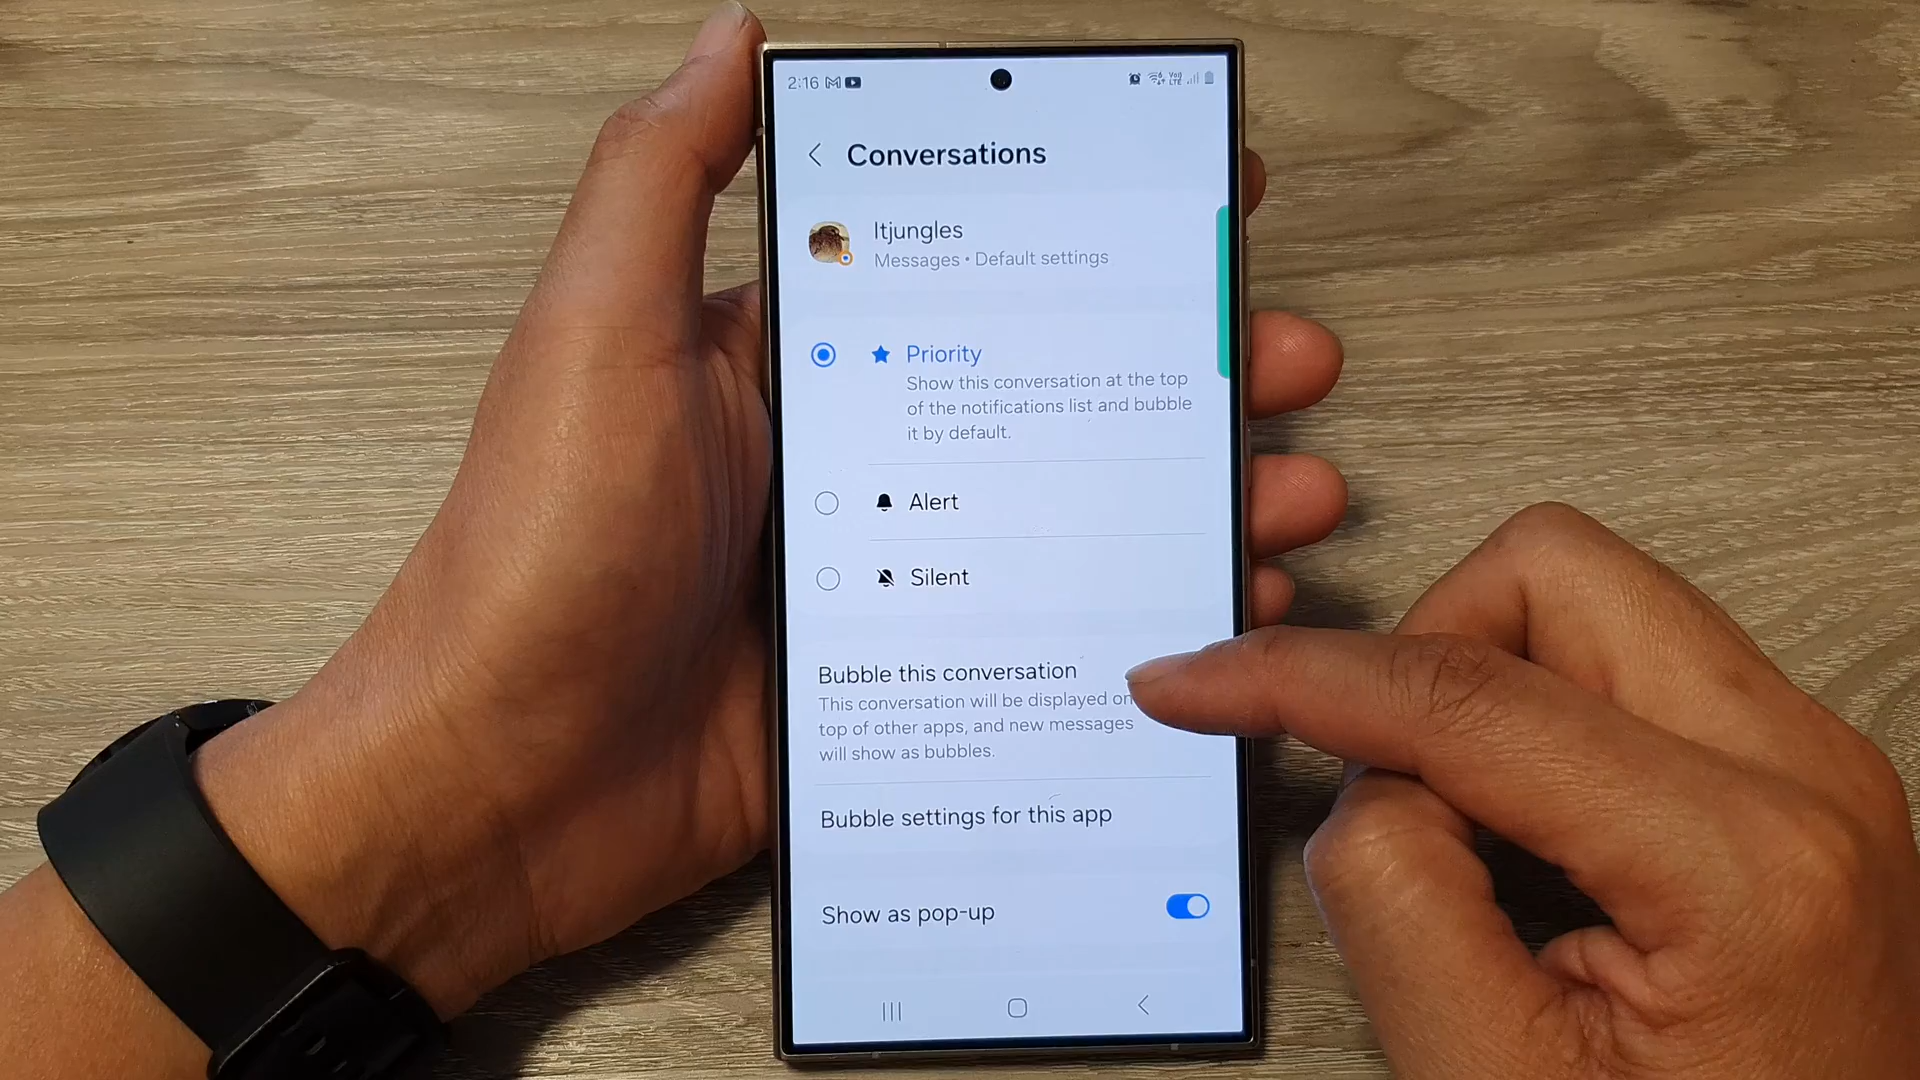 2:16
Conversations
Itjungles
Messages • Default settings
Priority
Show this conversation at the top
of the notifications list and bubble
it by default.
Alert
Silent
Bubble this conversation
This conversation will be displayed on
top of other apps, and new messages
will show as bubbles.
Bubble settings for this app
Show as pop-up